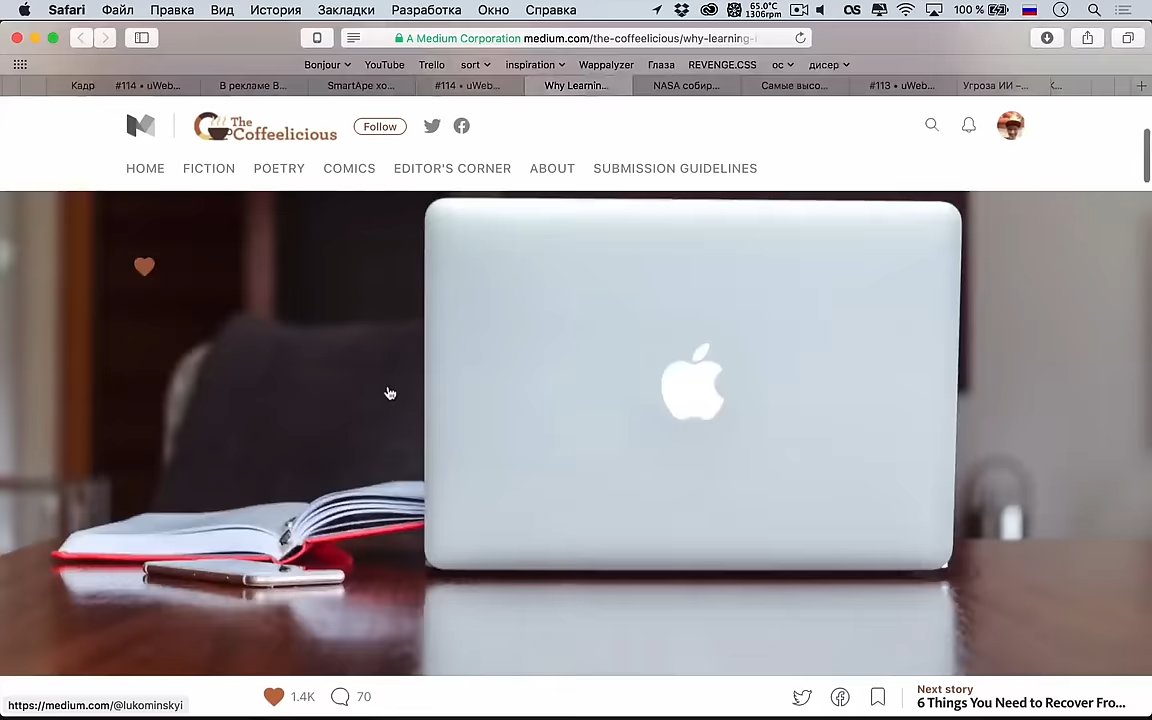 Safari Файл Правка Вид История Закладки Разработка Окно Справка 65.0°C 1306rpm 100 %
A Medium Corporation medium.com/the-coffeelicious/why-learning-
Bonjour YouTube Trello sort inspiration Wappalyzer Глаза REVENGE.CSS ос дисер
Кадр #114 • uWeb... В рекламе В... SmartApe хо... #114 • uWeb... Why Learnin... NASA собир... Самые высо... #113 • uWeb... Угроза ИИ –...
The Coffeelicious Follow
HOME FICTION POETRY COMICS EDITOR'S CORNER ABOUT SUBMISSION GUIDELINES
1.4K 70
Next story
6 Things You Need to Recover Fro...
https://medium.com/@lukominskyi